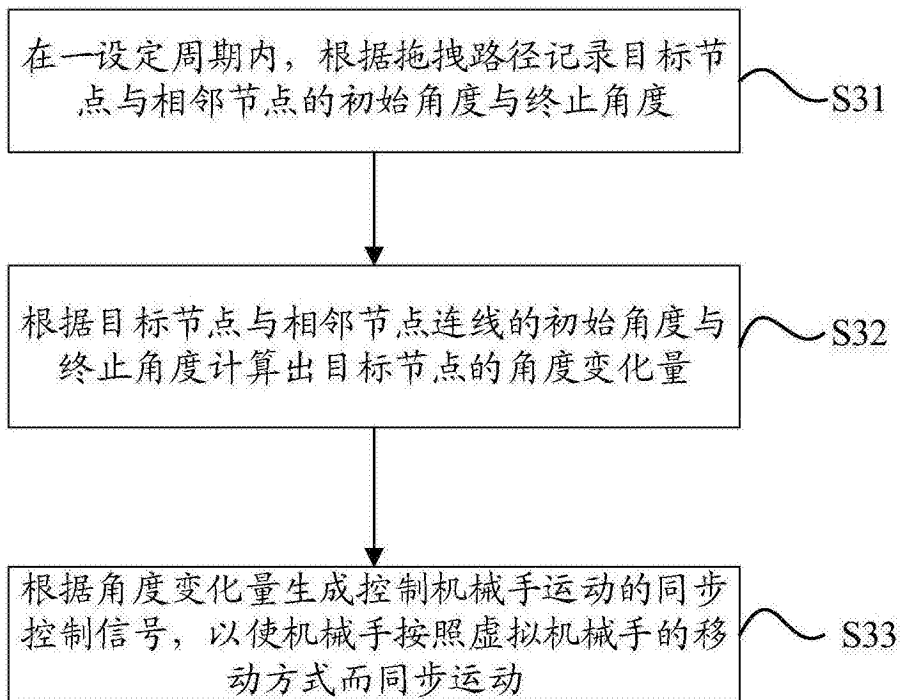 在一设定周期内，根据拖拽路径记录目标节
点与相邻节点的初始角度与终止角度
S31
根据目标节点与相邻节点连线的初始角度与
终止角度计算出目标节点的角度变化量
S32
根据角度变化量生成控制机械手运动的同步
控制信号，以使机械手按照虚拟机械手的移
动方式而同步运动
S33